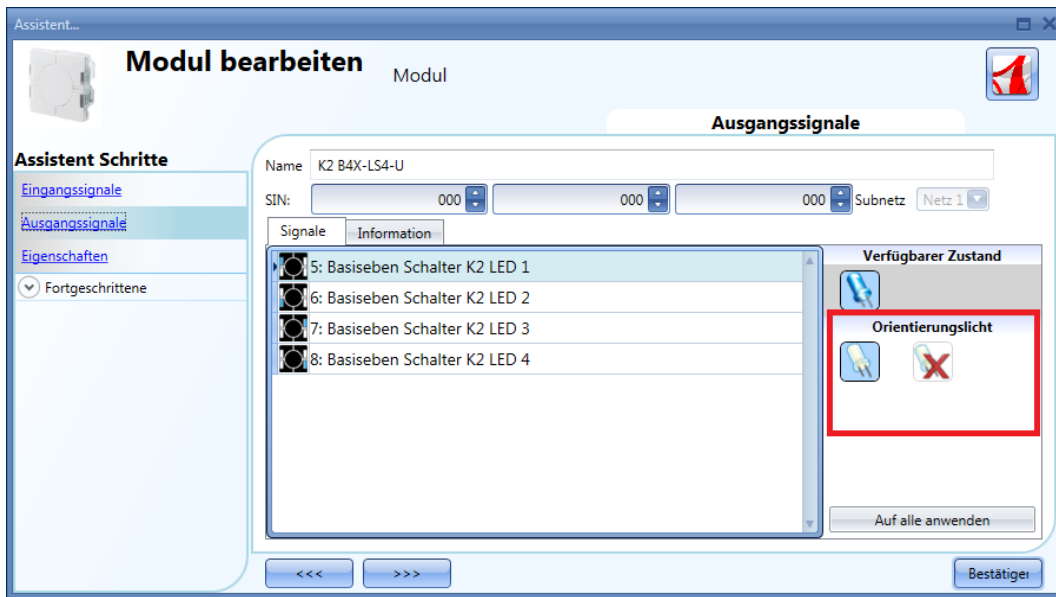 Assistent...
Modul bearbeiten
Modul
Ausgangssignale
Assistent Schritte
Eingangssignale
Ausgangssignale
Eigenschaften
Fortgeschrittene
Name K2 B4X-LS4-U
SIN: 000 000 000 Subnetz Netz 1
Signale Information
5: Basiseben Schalter K2 LED 1
6: Basiseben Schalter K2 LED 2
7: Basiseben Schalter K2 LED 3
8: Basiseben Schalter K2 LED 4
Verfügbarer Zustand
Orientierungslicht
Auf alle anwenden
<<< >>> Bestätiger